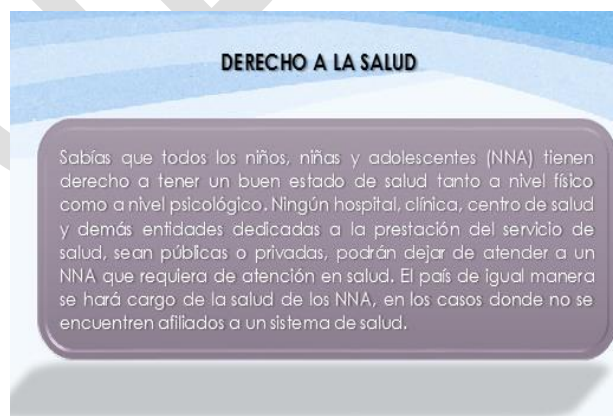 DERECHO A LA SALUD
Sabías que todos los niños, niñas y adolescentes (NNA) tienen
derecho a tener un buen estado de salud tanto a nivel físico
como a nivel psicológico. Ningún hospital, clínica, centro de salud
y demás entidades dedicadas a la prestación del servicio de
salud, sean públicas o privadas, podrán dejar de atender a un
NNA que requiera de atención en salud. El país de igual manera
se hará cargo de la salud de los NNA, en los casos donde no se
encuentren afiliados a un sistema de salud.